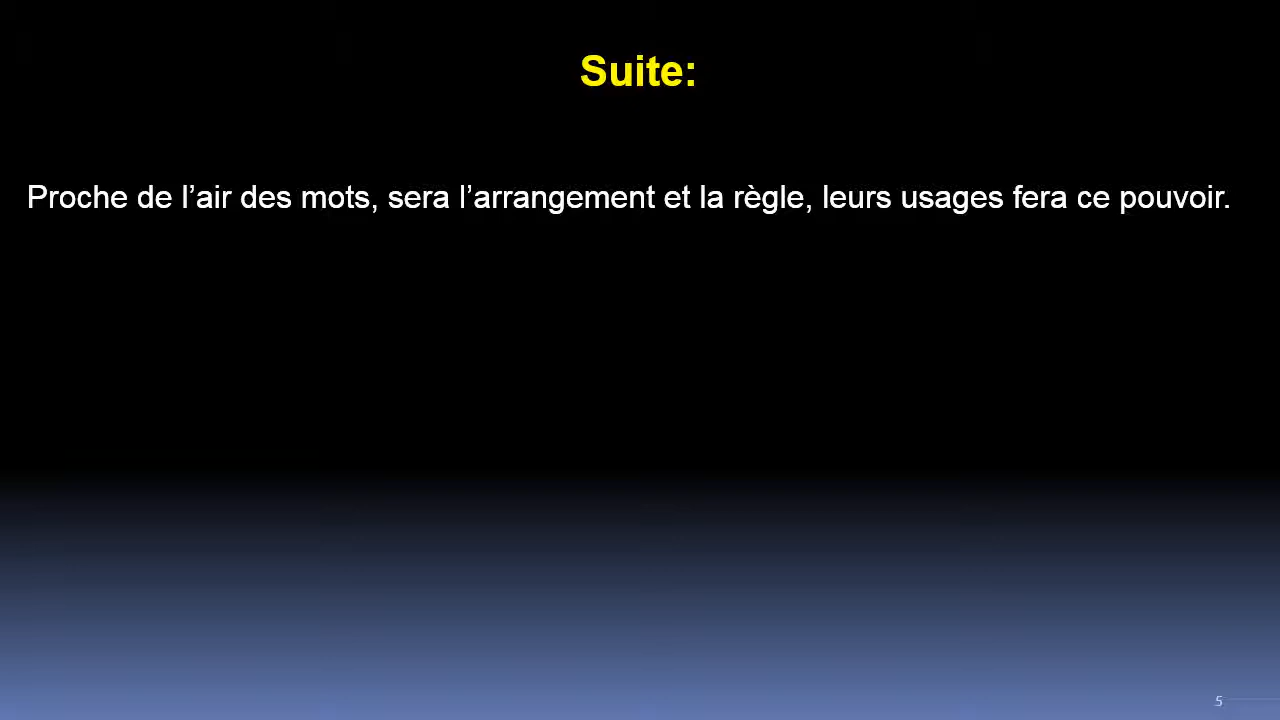 Suite:
Proche de l’air des mots, sera l’arrangement et la règle, leurs usages fera ce pouvoir.
5